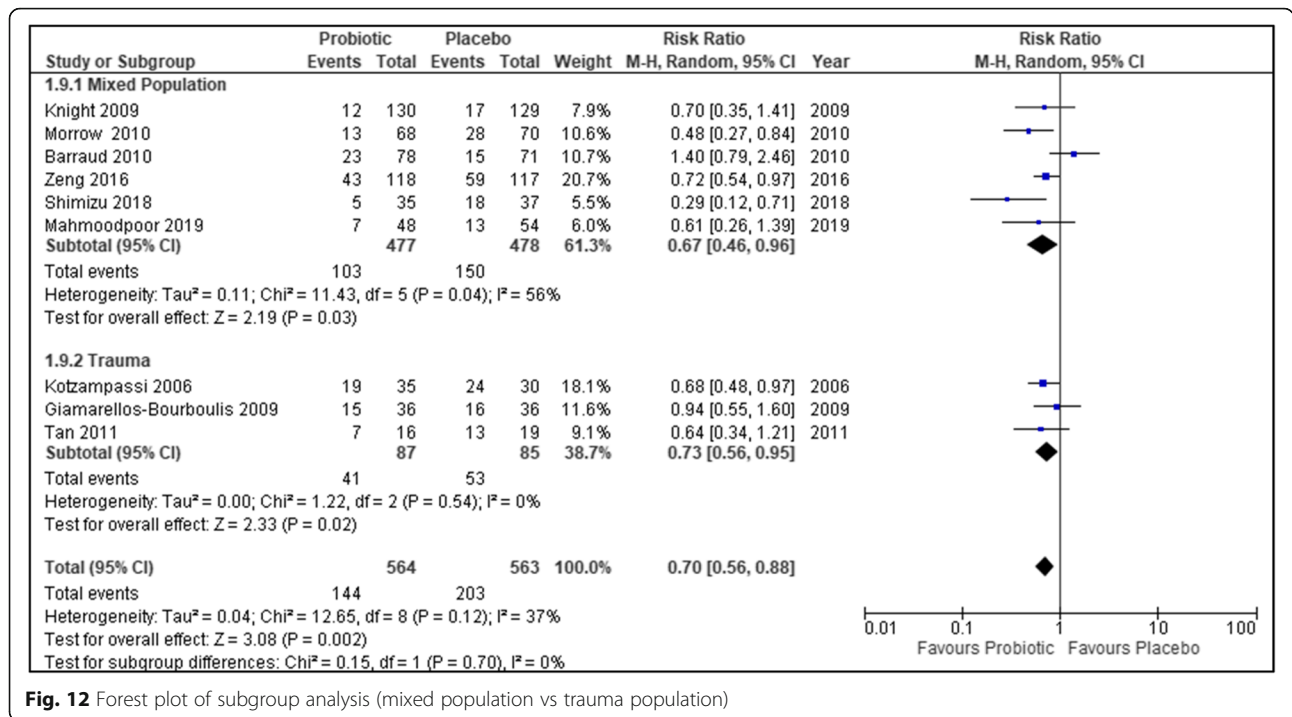 Probiotic Placebo Risk Ratio Risk Ratio
Study or Subgroup Events Total Events Total Weight M-H, Random, 95% CI Year M-H, Random, 95% CI
1.9.1 Mixed Population
Knight 2009 12 130 17 129 7.9% 0.70 [0.35, 1.41] 2009
Morrow 2010 13 68 28 70 10.6% 0.48 [0.27, 0.84] 2010
Barraud 2010 23 78 15 71 10.7% 1.40 [0.79, 2.46] 2010
Zeng 2016 43 118 59 117 20.7% 0.72 [0.54, 0.97] 2016
Shimizu 2018 5 35 18 37 5.5% 0.29 [0.12, 0.71] 2018
Mahmoodpoor 2019 7 48 13 54 6.0% 0.61 [0.26, 1.39] 2019
Subtotal (95% CI) 477 478 61.3% 0.67 [0.46, 0.96]
Total events 103 150
Heterogeneity: Tau² = 0.11; Chi² = 11.43, df = 5 (P = 0.04); I² = 56%
Test for overall effect: Z = 2.19 (P = 0.03)
1.9.2 Trauma
Kotzampassi 2006 19 35 24 30 18.1% 0.68 [0.48, 0.97] 2006
Giamarellos-Bourboulis 2009 15 36 16 36 11.6% 0.94 [0.55, 1.60] 2009
Tan 2011 7 16 13 19 9.1% 0.64 [0.34, 1.21] 2011
Subtotal (95% CI) 87 85 38.7% 0.73 [0.56, 0.95]
Total events 41 53
Heterogeneity: Tau² = 0.00; Chi² = 1.22, df = 2 (P = 0.54); I² = 0%
Test for overall effect: Z = 2.33 (P = 0.02)
Total (95% CI) 564 563 100.0% 0.70 [0.56, 0.88]
Total events 144 203
Heterogeneity: Tau² = 0.04; Chi² = 12.65, df = 8 (P = 0.12); I² = 37%
Test for overall effect: Z = 3.08 (P = 0.002)
Test for subgroup differences: Chi² = 0.15, df = 1 (P = 0.70), I² = 0%
0.01 0.1 1 10 100
Favours Probiotic Favours Placebo
Fig. 12 Forest plot of subgroup analysis (mixed population vs trauma population)